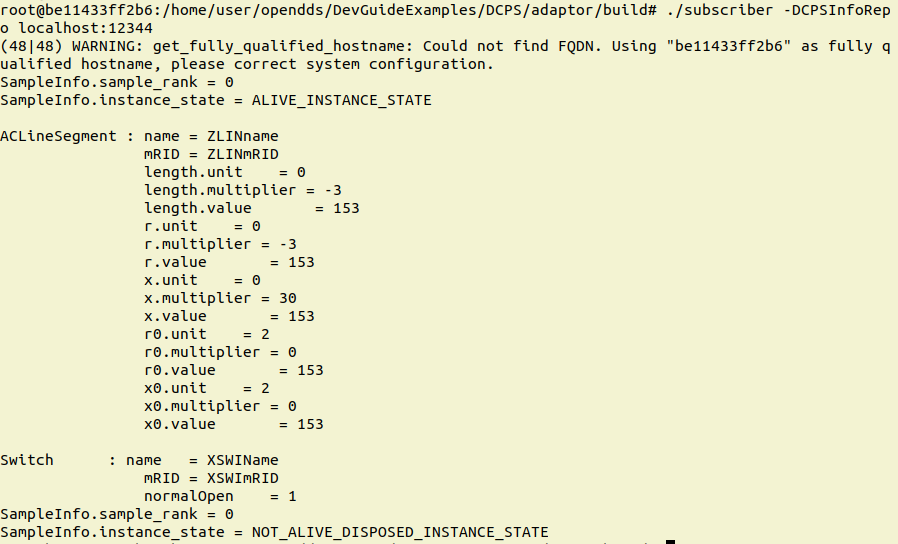 root@be11433ff2b6:/home/user/opendds/DevGuideExamples/DCPS/adaptor/build# ./subscriber -DCPSInfoRep
o localhost:12344
(48|48) WARNING: get_fully_qualified_hostname: Could not find FQDN. Using "be11433ff2b6" as fully q
ualified hostname, please correct system configuration.
SampleInfo.sample_rank = 0
SampleInfo.instance_state = ALIVE_INSTANCE_STATE
ACLineSegment : name = ZLINname
mRID = ZLINmRID
length.unit = 0
length.multiplier = -3
length.value = 153
r.unit = 0
r.multiplier = -3
r.value = 153
x.unit = 0
x.multiplier = 30
x.value = 153
r0.unit = 2
r0.multiplier = 0
r0.value = 153
x0.unit = 2
x0.multiplier = 0
x0.value = 153
Switch : name = XSWIName
mRID = XSWImRID
normalOpen = 1
SampleInfo.sample_rank = 0
SampleInfo.instance_state = NOT_ALIVE_DISPOSED_INSTANCE_STATE